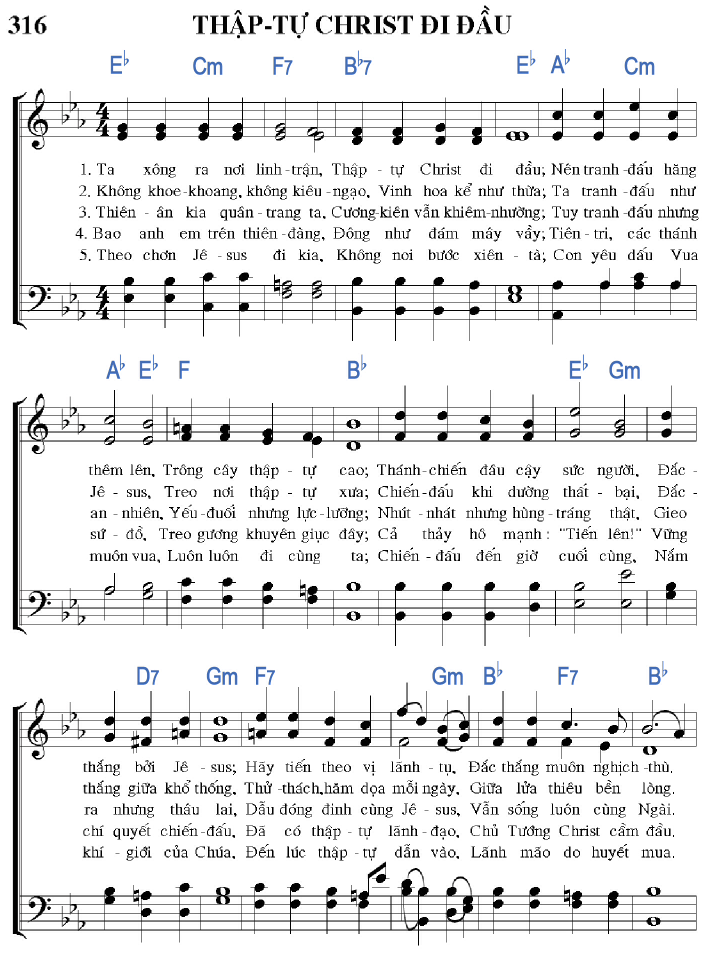 316 THẬP-TỰ CHRIST ĐI ĐẦU
E♭ Cm F7 B♭7 E♭ A♭ Cm
1. Ta xông ra nơi linh-trận, Thập-tự Christ đi đầu; Nên tranh-đấu hăng
2. Không khoe-khoang, không kiêu-ngạo, Vinh hoa kể như thừa; Ta tranh-đấu như
3. Thiên-ân kia quân-trang ta, Cương-kiên vẫn khiêm-nhường; Tuy tranh-đấu nhưng
4. Bao anh em trên thiên-đàng, Đông như đám mây vầy; Tiên-tri, các thánh
5. Theo chơn Jê-sus đi kia, Không noi bước xiên-tà; Con yêu dấu Vua
A♭ E♭ F B♭ E♭ Gm
thêm lên, Trông cây thập-tự cao; Thánh-chiến đâu cậy sức người, Đắc-
Jê-sus, Treo nơi thập-tự xưa; Chiến-đấu khi dường thất-bại, Đắc-
an-nhiên, Yếu-đuối nhưng lực-lưỡng; Nhút-nhát nhưng hùng-tráng thật, Gieo
sứ-đồ, Treo gương khuyên giục đây; Cả thảy hô mạnh: "Tiến lên!" Vững
muôn vua, Luôn luôn đi cùng ta; Chiến-đấu đến giờ cuối cùng, Nắm
D7 Gm F7 Gm B♭ F7 B♭
thắng bởi Jê-sus; Hãy tiến theo vị lãnh-tụ, Đắc thắng muôn nghịch-thù.
thắng giữa khổ thống, Thử-thách, hăm dọa mỗi ngày, Giữa lửa thiêu bền lòng.
ra nhưng thâu lại, Dẫu đóng đinh cùng Jê-sus, Vẫn sống luôn cùng Ngài.
chí quyết chiến-đấu, Đã có thập-tự lãnh-đạo, Chủ Tướng Christ cầm đầu.
khí-giới của Chúa, Đến lúc thập-tự dẫn vào, Lãnh mão do huyết mua.